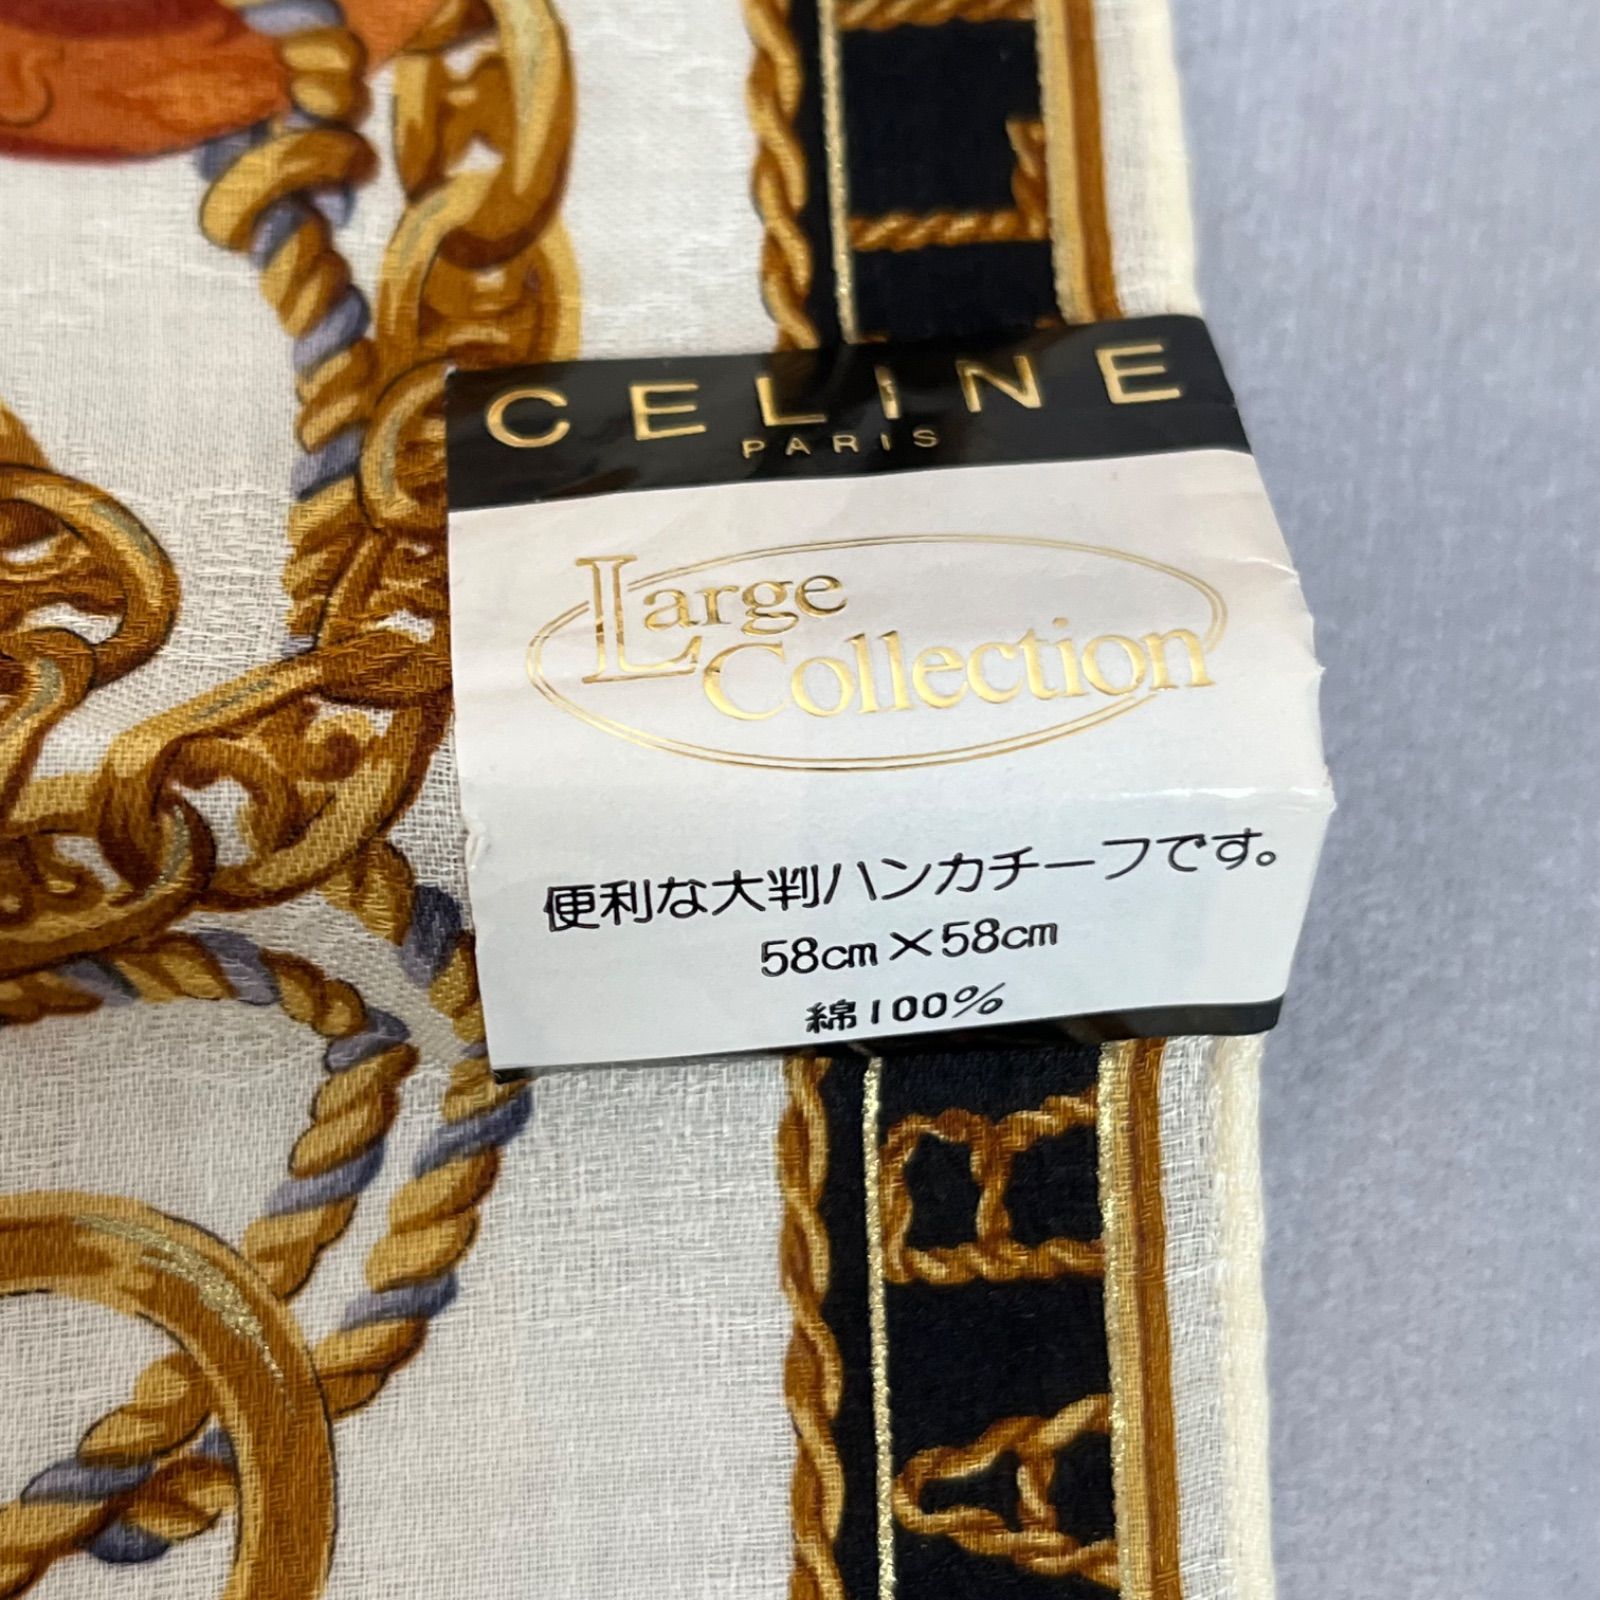 CELINE
PARIS
Large
Collection
便利な大判ハンカチーフです。
58cm×58cm
綿100%